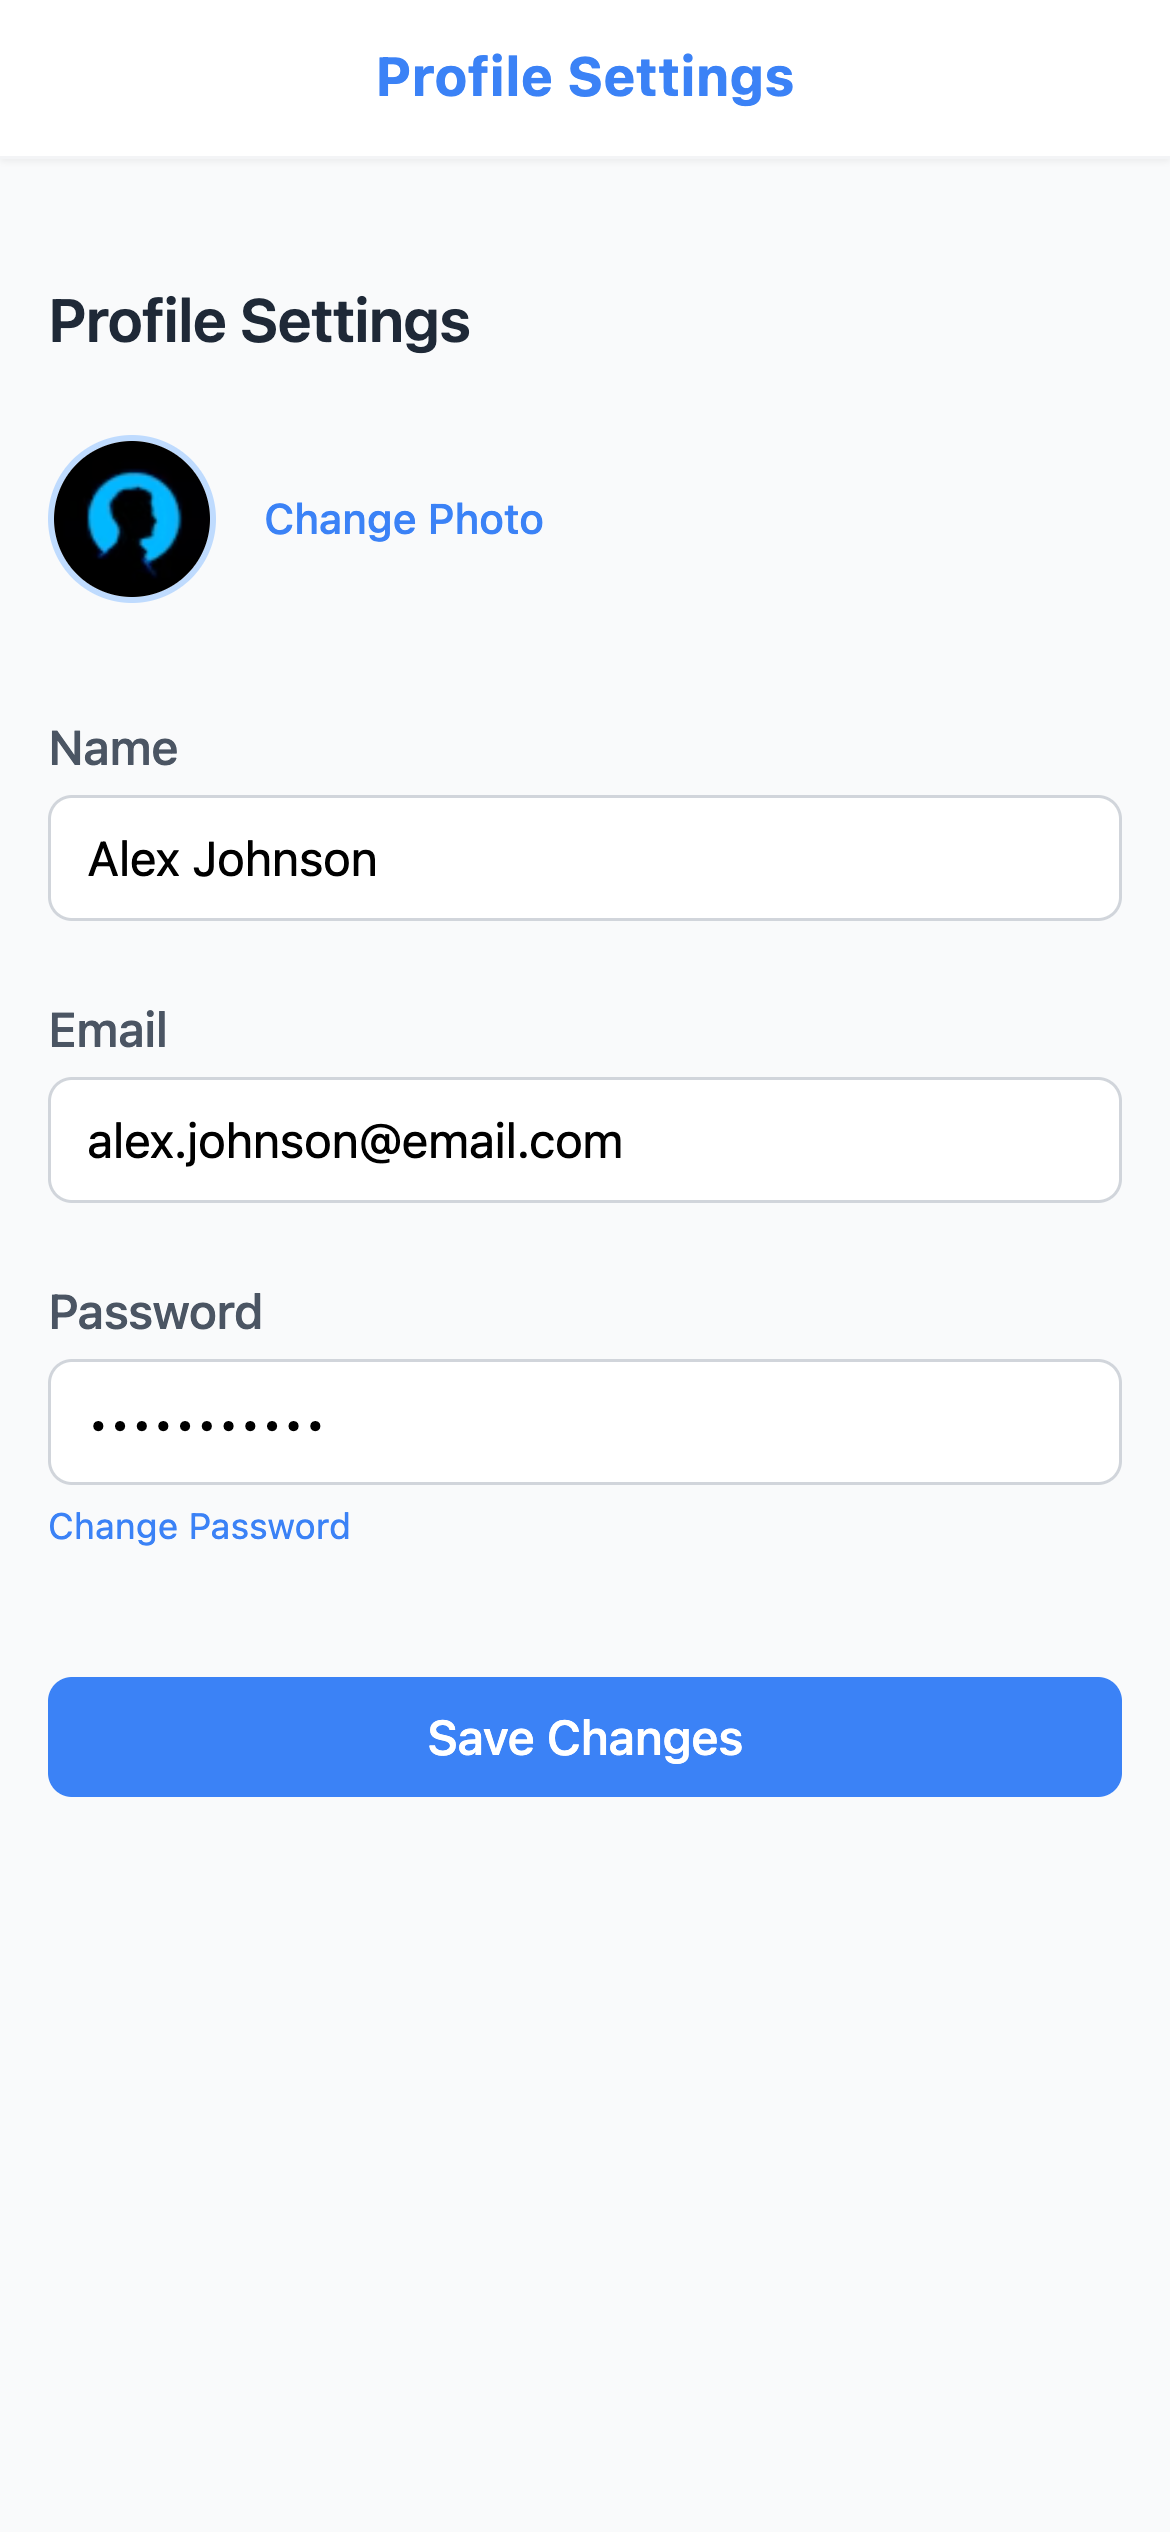 Profile Settings
Profile Settings
Change Photo
Name
Alex Johnson
Email
alex.johnson@email.com
Password
•••••••••••
Change Password
Save Changes